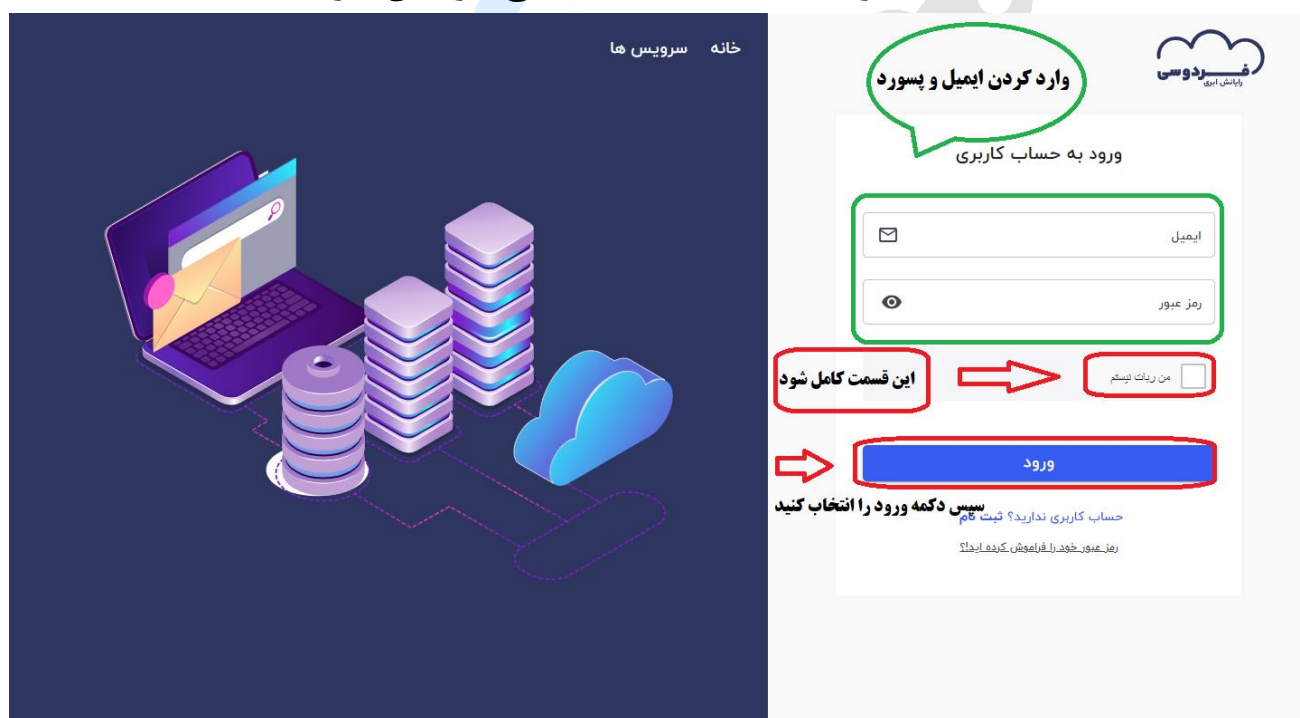 خانه سرویس ها
فـــردوسی
رایانش ابری
وارد کردن ایمیل و پسورد
ورود به حساب کاربری
ایمیل
رمز عبور
من ربات نیستم
این قسمت کامل شود
ورود
سپس دکمه ورود را انتخاب کنید
حساب کاربری ندارید؟ ثبت نام
رمز عبور خود را فراموش کرده اید!؟